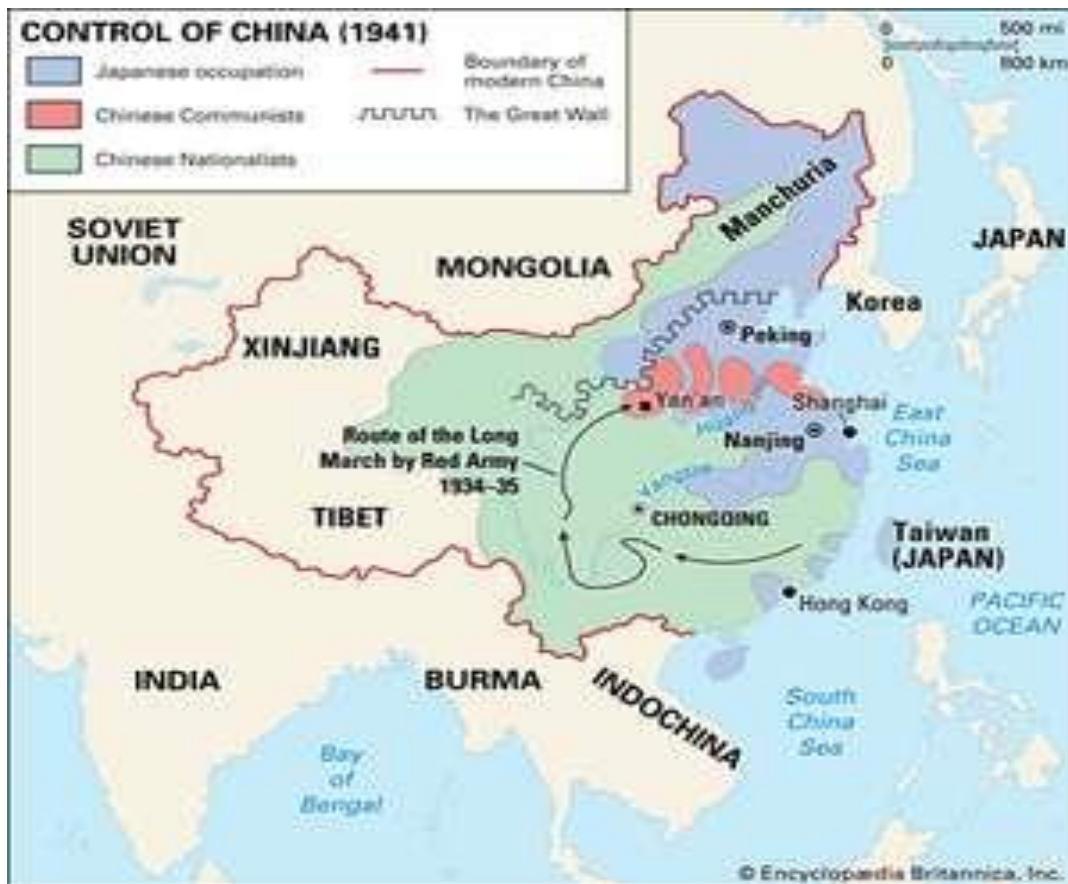 CONTROL OF CHINA (1941)
Japanese occupation
Chinese Communists
Chinese Nationalists
Boundary of
modern China
The Great Wall
0 500 mi
0 800 km
SOVIET
UNION
MONGOLIA
Manchuria
JAPAN
Korea
XINJIANG
Peking
Yan'an
Shanghai
East
China
Sea
Nanjing
Route of the Long
March by Red Army
1934–35
Yangtze
TIBET
CHONGQING
Taiwan
(JAPAN)
Hong Kong
PACIFIC
OCEAN
INDIA
BURMA
INDOCHINA
South
China
Sea
Bay
of
Bengal
© Encyclopædia Britannica, Inc.